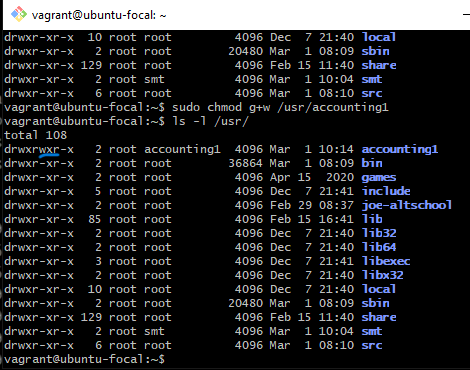 vagrant@ubuntu-focal: ~
drwxr-xr-x 10 root root 4096 Dec 7 21:40 local
drwxr-xr-x 2 root root 20480 Mar 1 08:09 sbin
drwxr-xr-x 129 root root 4096 Feb 15 11:40 share
drwxr-xr-x 2 root smt 4096 Mar 1 10:04 smt
drwxr-xr-x 6 root root 4096 Mar 1 08:10 src
vagrant@ubuntu-focal:~$ sudo chmod g+w /usr/accounting1
vagrant@ubuntu-focal:~$ ls -l /usr/
total 108
drwxrwxr-x 2 root accounting1 4096 Mar 1 10:14 accounting1
drwxr-xr-x 2 root root 36864 Mar 1 08:09 bin
drwxr-xr-x 2 root root 4096 Apr 15 2020 games
drwxr-xr-x 5 root root 4096 Dec 7 21:41 include
drwxr-xr-x 2 root root 4096 Feb 29 08:37 joe-altschool
drwxr-xr-x 85 root root 4096 Feb 15 16:41 lib
drwxr-xr-x 2 root root 4096 Dec 7 21:40 lib32
drwxr-xr-x 2 root root 4096 Dec 7 21:40 lib64
drwxr-xr-x 3 root root 4096 Dec 7 21:41 libexec
drwxr-xr-x 2 root root 4096 Dec 7 21:40 libx32
drwxr-xr-x 10 root root 4096 Dec 7 21:40 local
drwxr-xr-x 2 root root 20480 Mar 1 08:09 sbin
drwxr-xr-x 129 root root 4096 Feb 15 11:40 share
drwxr-xr-x 2 root smt 4096 Mar 1 10:04 smt
drwxr-xr-x 6 root root 4096 Mar 1 08:10 src
vagrant@ubuntu-focal:~$